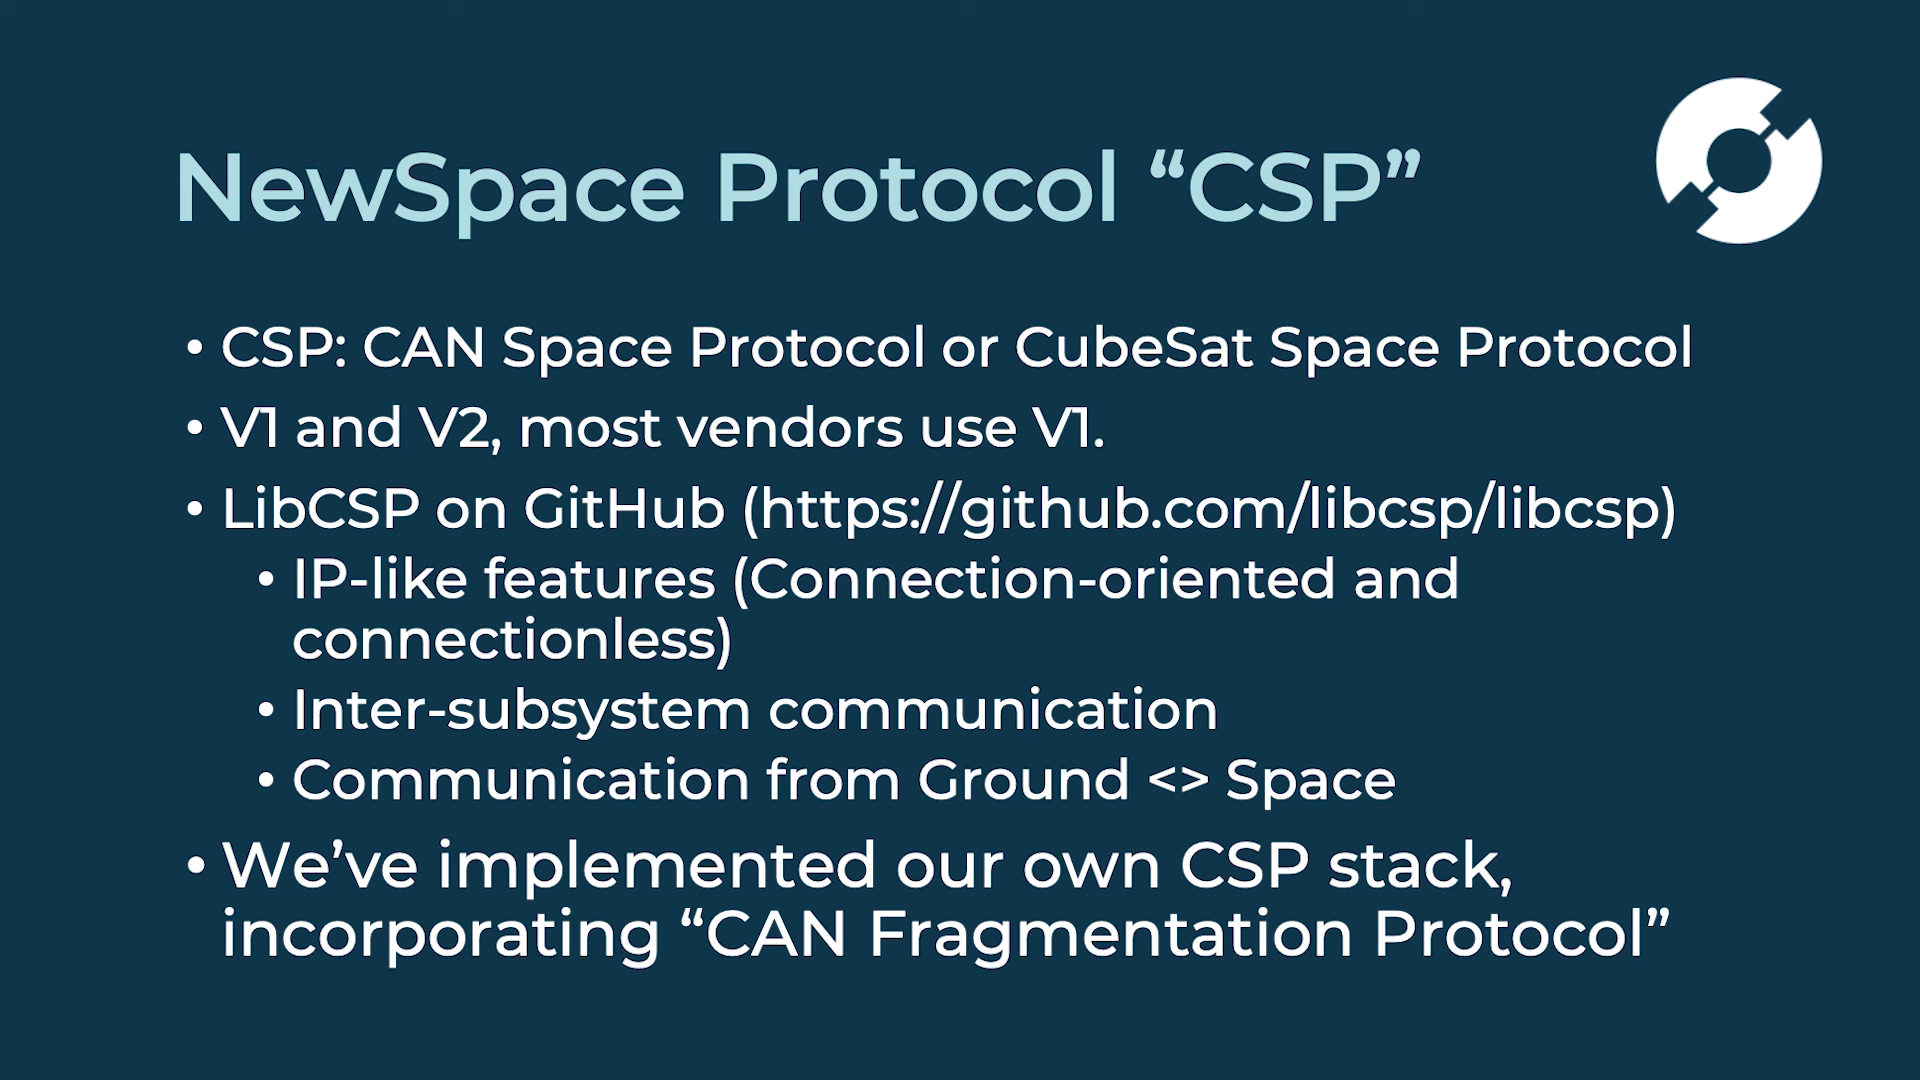 NewSpace Protocol “CSP”
• CSP: CAN Space Protocol or CubeSat Space Protocol
• V1 and V2, most vendors use V1.
• LibCSP on GitHub (https://github.com/libcsp/libcsp)
• IP-like features (Connection-oriented and
connectionless)
• Inter-subsystem communication
• Communication from Ground <> Space
• We’ve implemented our own CSP stack,
incorporating “CAN Fragmentation Protocol”